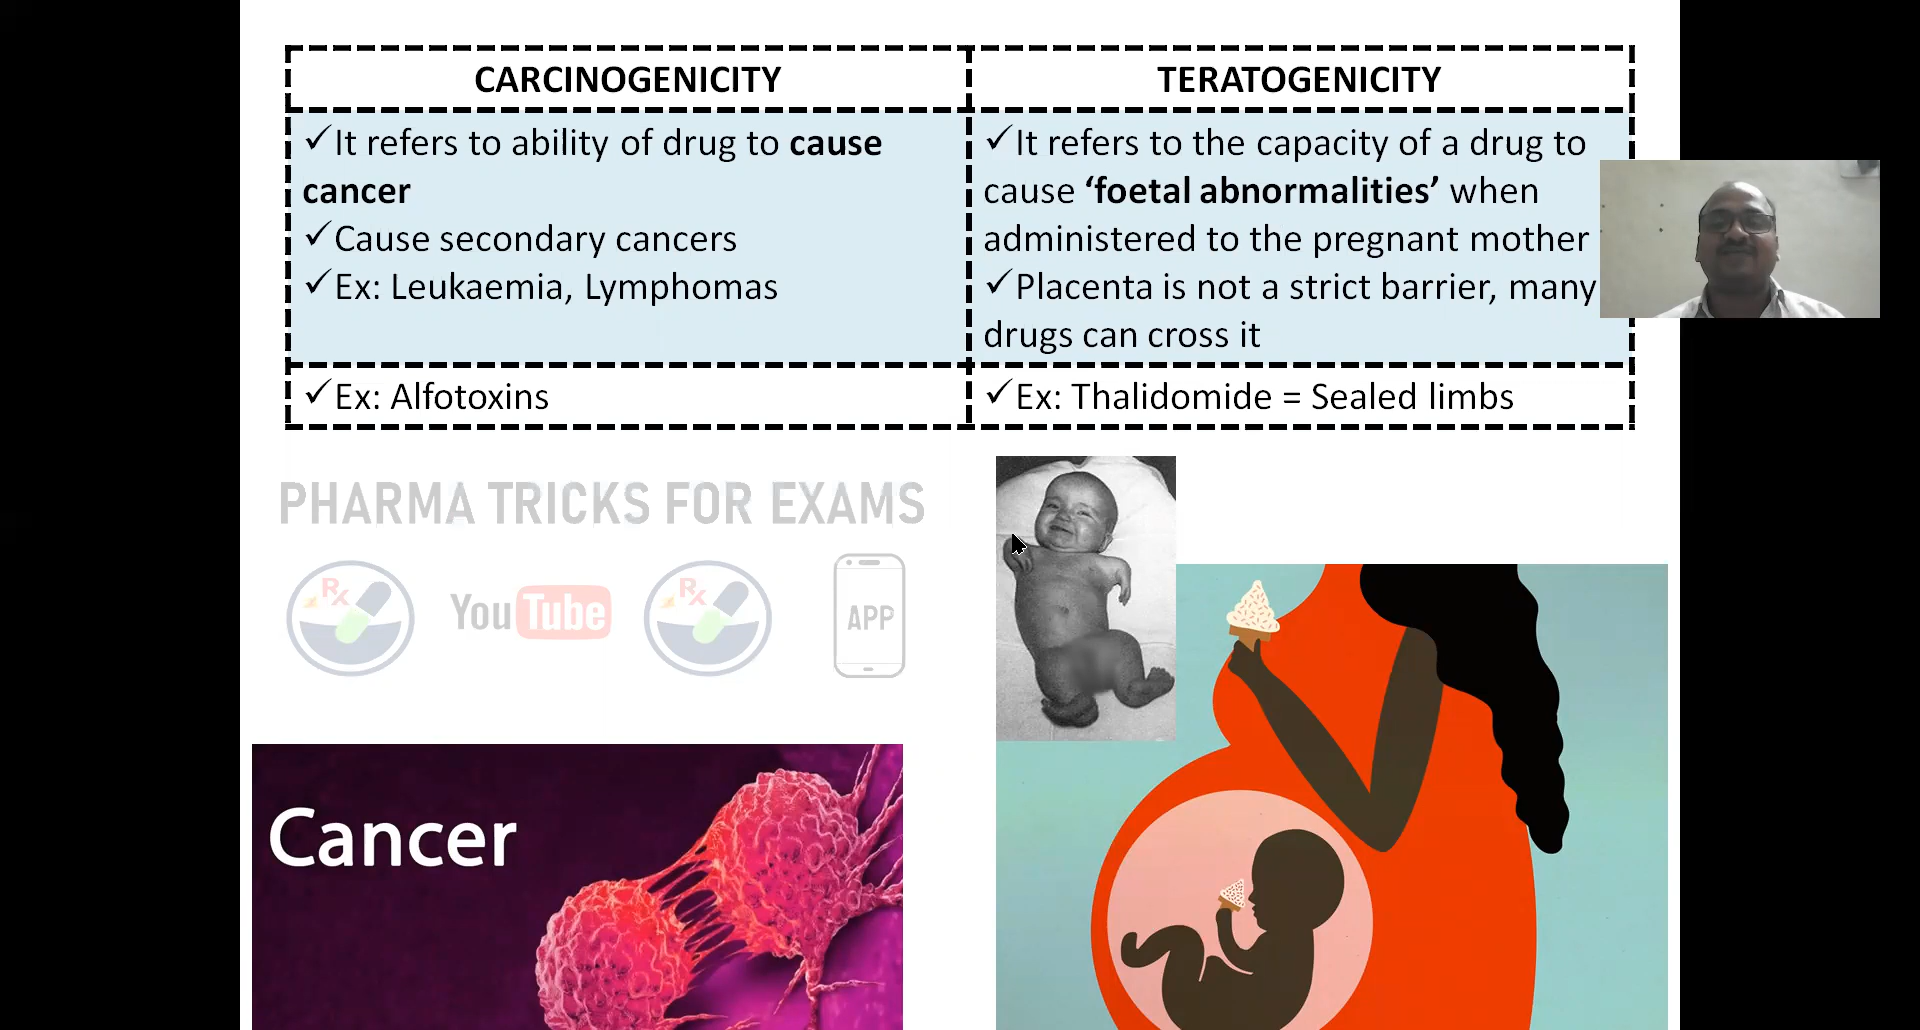 CARCINOGENICITY
TERATOGENICITY
✓It refers to ability of drug to cause
cancer
✓Cause secondary cancers
✓Ex: Leukaemia, Lymphomas
✓It refers to the capacity of a drug to
cause ‘foetal abnormalities’ when
administered to the pregnant mother
✓Placenta is not a strict barrier, many
drugs can cross it
✓Ex: Alfotoxins
✓Ex: Thalidomide = Sealed limbs
PHARMA TRICKS FOR EXAMS
Rx
YouTube
Rx
APP
Cancer